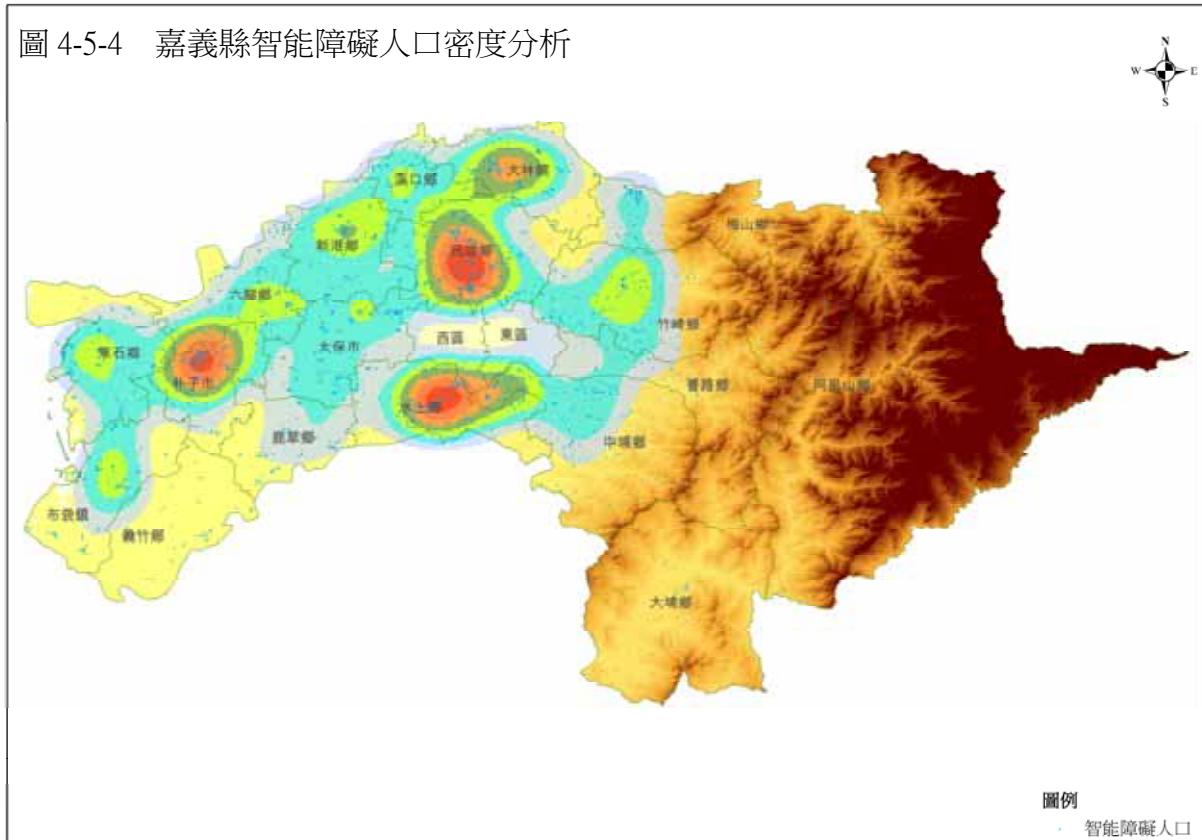 圖 4-5-4 嘉義縣智能障礙人口密度分析
N
W E
S
溪口鄉
大林鎮
新港鄉
民雄鄉
梅山鄉
六腳鄉
竹崎鄉
西區
東區
太保市
東石鄉
朴子市
番路鄉
阿里山鄉
水上鄉
鹿草鄉
中埔鄉
布袋鎮
義竹鄉
大埔鄉
圖例
智能障礙人口